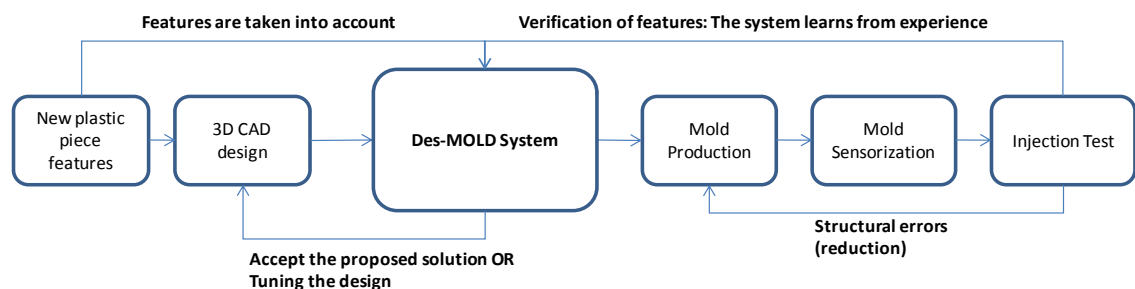 Features are taken into account
Verification of features: The system learns from experience
New plastic
piece
features
3D CAD
design
Des-MOLD System
Mold
Production
Mold
Sensorization
Injection Test
Structural errors
(reduction)
Accept the proposed solution OR
Tuning the design